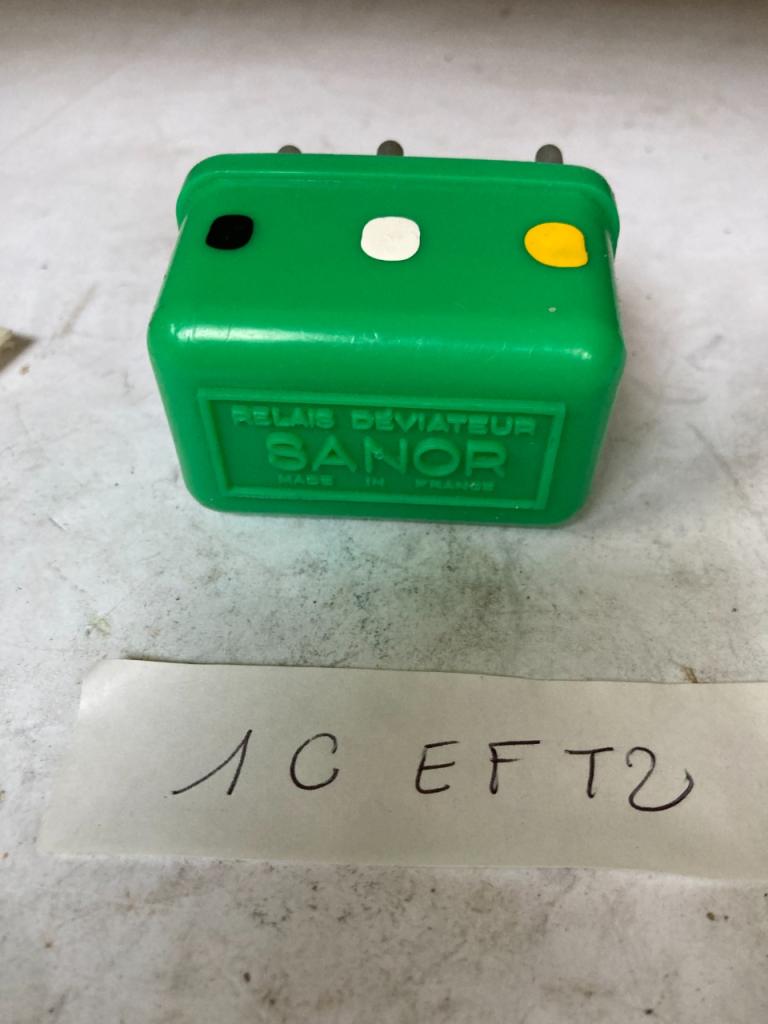 RELAIS DÉVIATEUR
SANOR
MADE IN FRANCE
1C EFT2